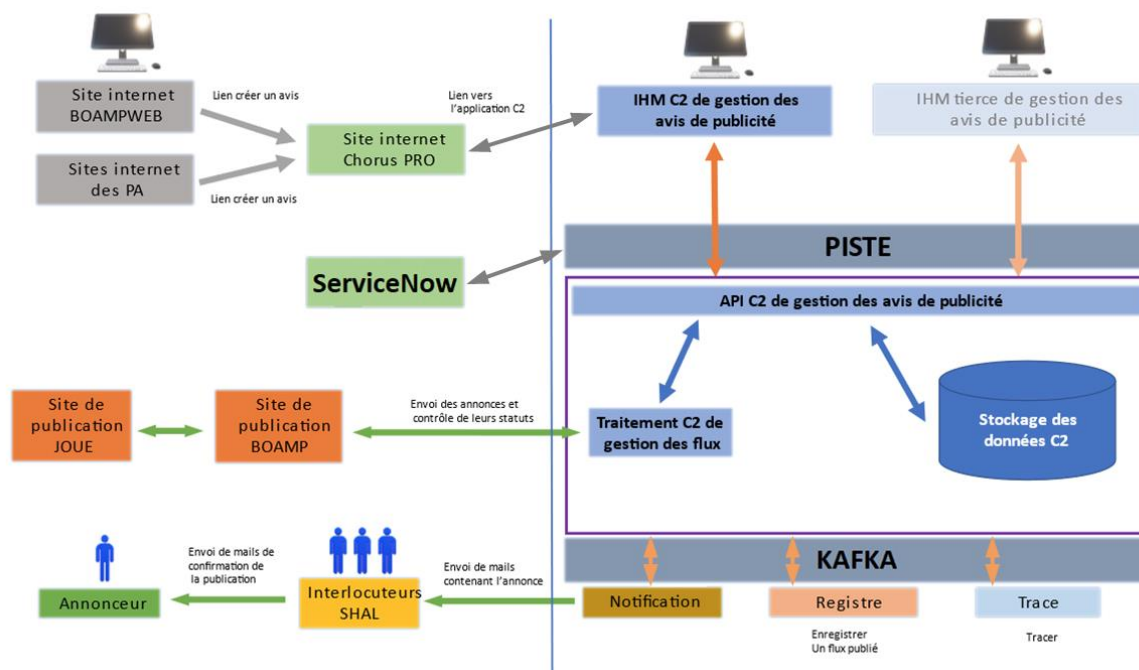 Site internet
BOAMPWEB
Lien créer un avis
Sites internet
des PA
Lien créer un avis
Site internet
Chorus PRO
Lien vers
l'application C2
IHM C2 de gestion des
avis de publicité
IHM tierce de gestion des
avis de publicité
PISTE
ServiceNow
API C2 de gestion des avis de publicité
Site de
publication
JOUE
Site de
publication
BOAMP
Envoi des annonces et
contrôle de leurs statuts
Traitement C2 de
gestion des flux
Stockage des
données C2
KAFKA
Annonceur
Envoi de mails de
confirmation de
la publication
Interlocuteurs
SHAL
Envoi de mails
contenant l'annonce
Notification
Registre
Enregistrer
Un flux publié
Trace
Tracer